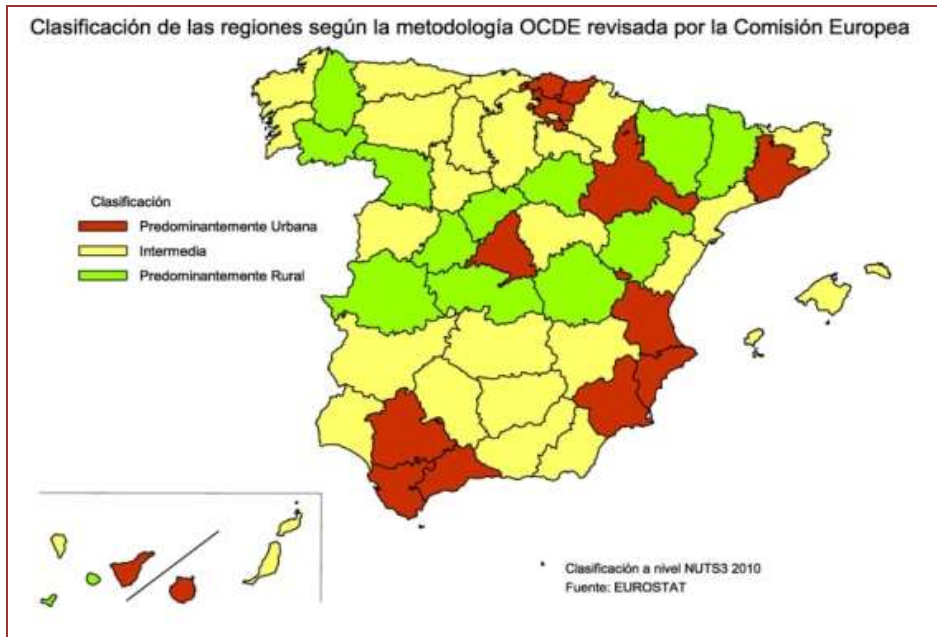 Clasificación de las regiones según la metodología OCDE revisada por la Comisión Europea
Clasificación
Predominantemente Urbana
Intermedia
Predominantemente Rural
* Clasificación a nivel NUTS3 2010
Fuente: EUROSTAT